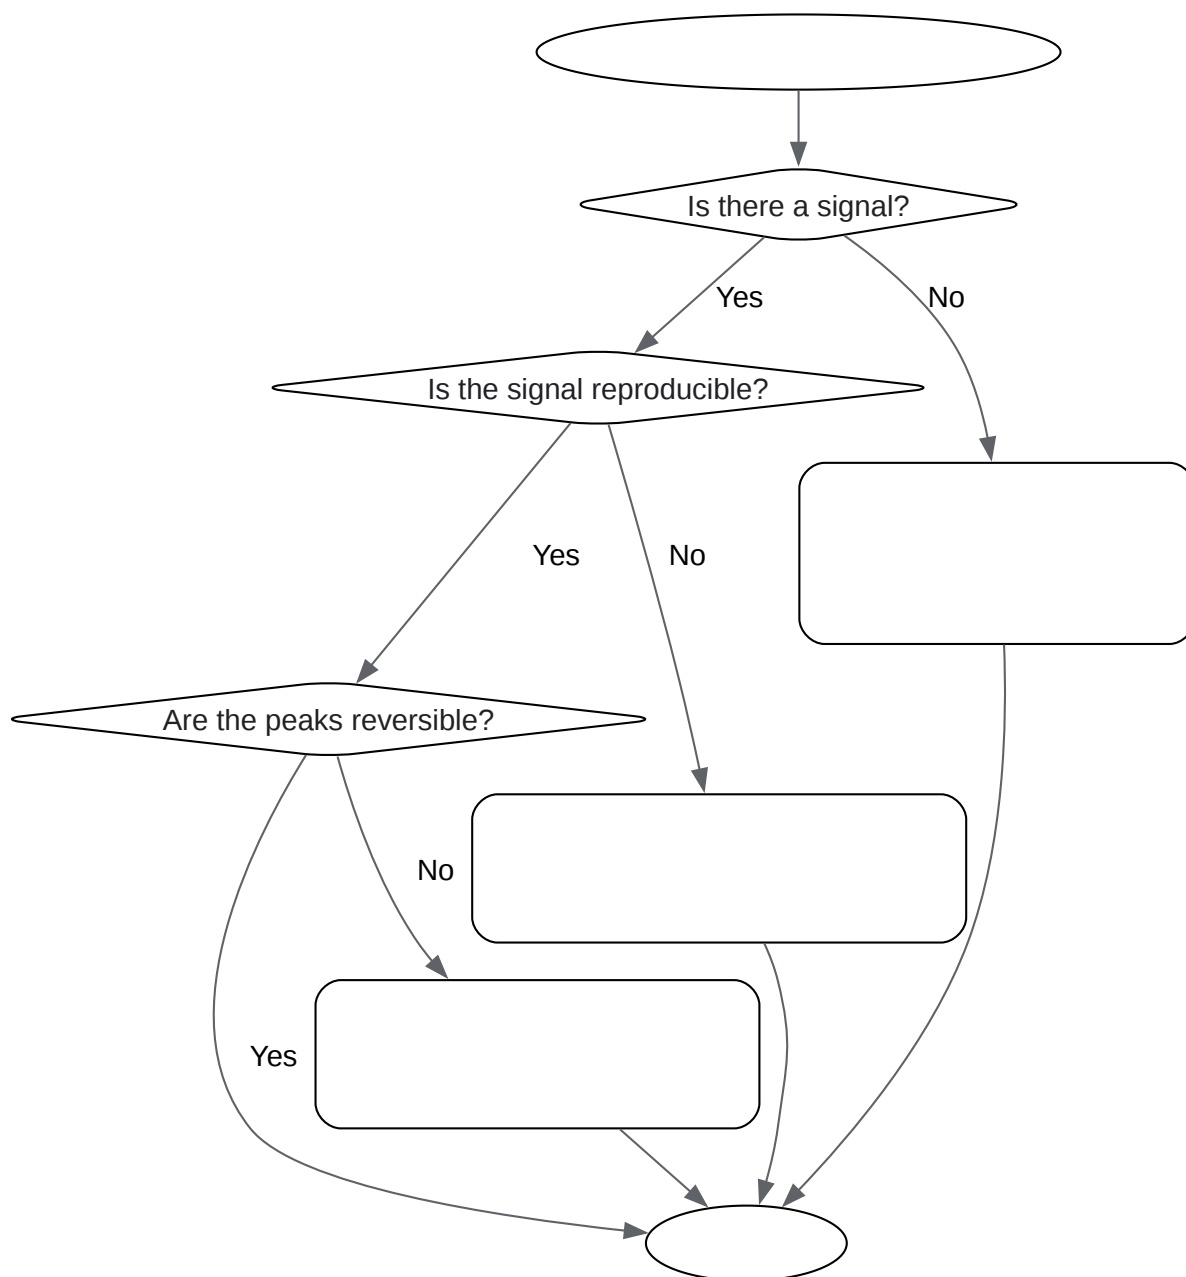 Is there a signal?
Yes
No
Is the signal reproducible?
Yes
No
Are the peaks reversible?
No
Yes